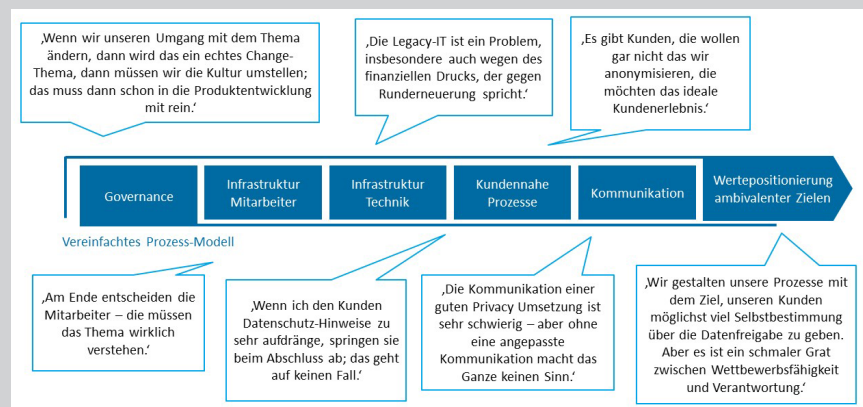 ‚Wenn wir unseren Umgang mit dem Thema
ändern, dann wird das ein echtes Change-
Thema, dann müssen wir die Kultur umstellen;
das muss dann schon in die Produktentwicklung
mit rein.‘
‚Die Legacy-IT ist ein Problem,
insbesondere auch wegen des
finanziellen Drucks, der gegen
Runderneuerung spricht.‘
‚Es gibt Kunden, die wollen
gar nicht das wir
anonymisieren, die
möchten das ideale
Kundenerlebnis.‘
Governance
Infrastruktur
Mitarbeiter
Infrastruktur
Technik
Kundennahe
Prozesse
Kommunikation
Wertepositionierung
ambivalenter Zielen
Vereinfachtes Prozess-Modell
‚Am Ende entscheiden die
Mitarbeiter – die müssen
das Thema wirklich
verstehen.‘
‚Wenn ich den Kunden
Datenschutz-Hinweise zu
sehr aufdränge, springen sie
beim Abschluss ab; das geht
auf keinen Fall.‘
‚Die Kommunikation einer
guten Privacy Umsetzung ist
sehr schwierig – aber ohne
eine angepasste
Kommunikation macht das
Ganze keinen Sinn.‘
‚Wir gestalten unsere Prozesse mit
dem Ziel, unseren Kunden
möglichst viel Selbstbestimmung
über die Datenfreigabe zu geben.
Aber es ist ein schmaler Grat
zwischen Wettbewerbsfähigkeit
und Verantwortung.‘